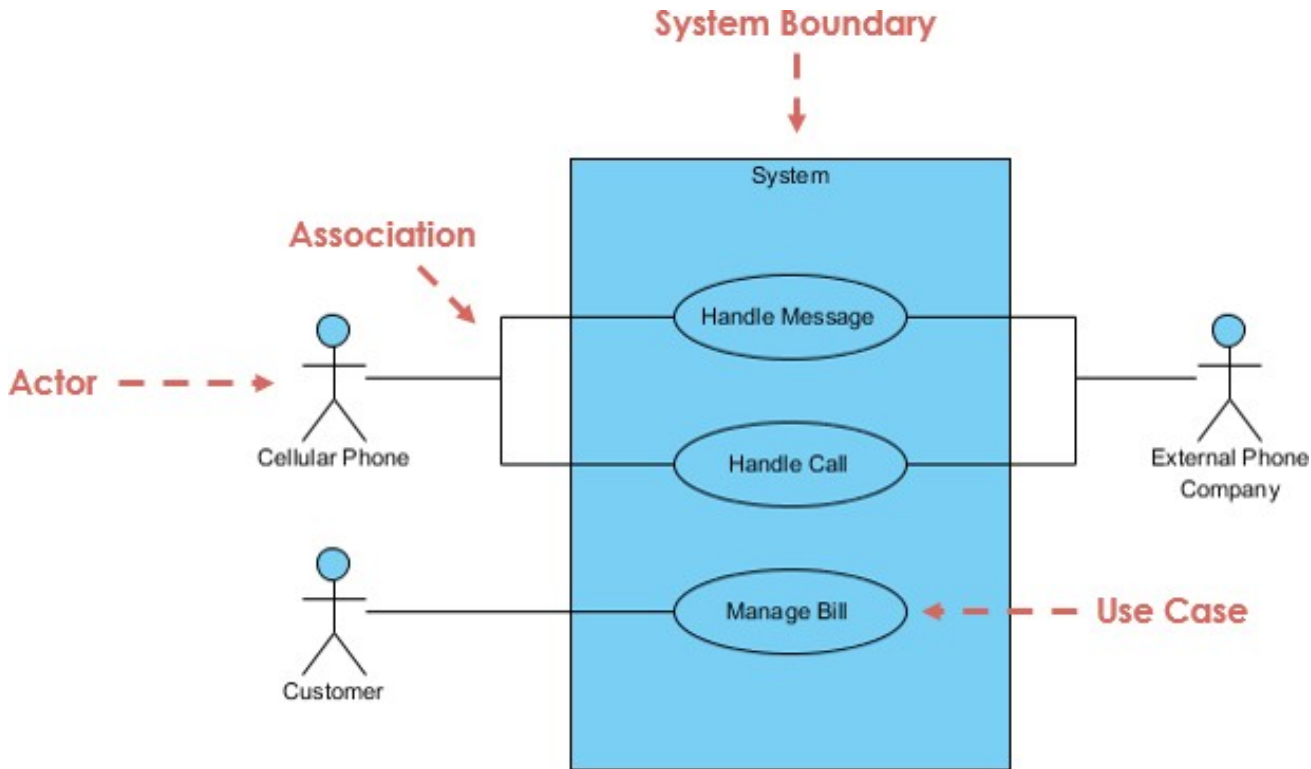 System Boundary
System
Association
Handle Message
Actor
Cellular Phone
Handle Call
External Phone
Company
Manage Bill
Use Case
Customer